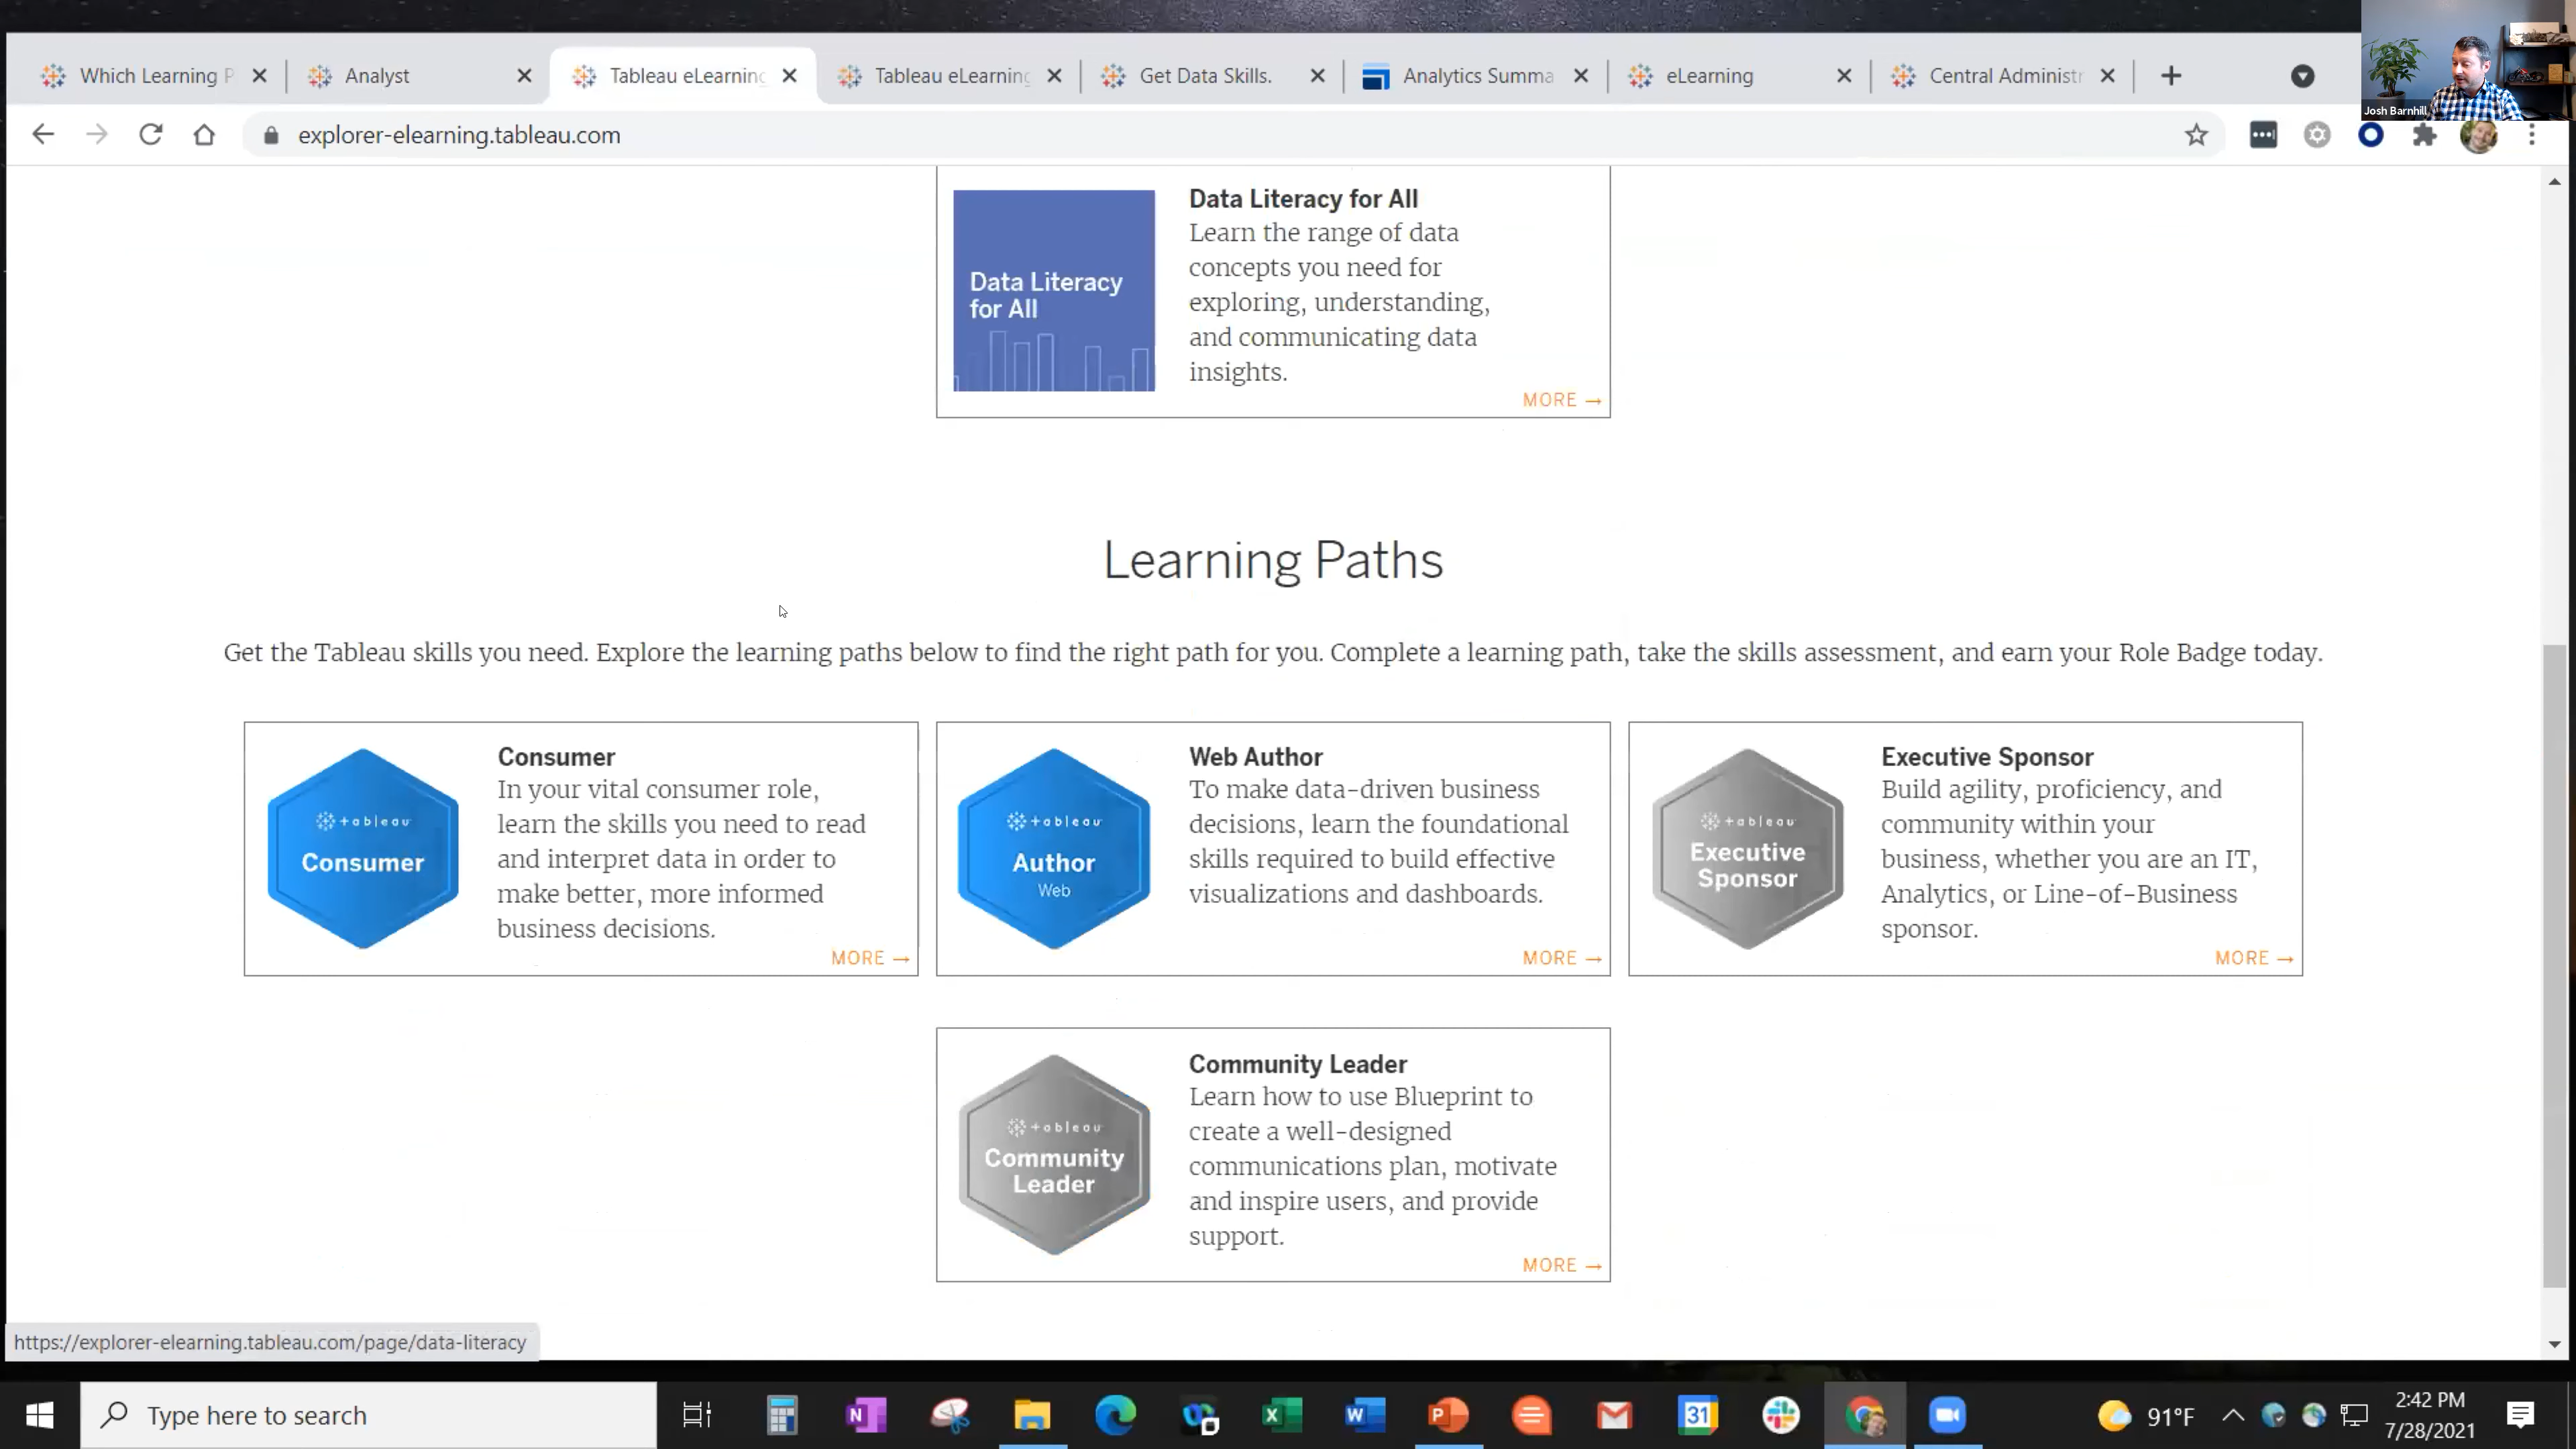 Which Learning P
Analyst
Tableau eLearning
Tableau eLearning
Get Data Skills.
Analytics Summa
eLearning
Central Administr
Josh Barnhill
explorer-elearning.tableau.com
Data Literacy
for All
Data Literacy for All
Learn the range of data
concepts you need for
exploring, understanding,
and communicating data
insights.
MORE →
Learning Paths
Get the Tableau skills you need. Explore the learning paths below to find the right path for you. Complete a learning path, take the skills assessment, and earn your Role Badge today.
+ableau
Consumer
Consumer
In your vital consumer role,
learn the skills you need to read
and interpret data in order to
make better, more informed
business decisions.
MORE →
+ableau
Author
Web
Web Author
To make data-driven business
decisions, learn the foundational
skills required to build effective
visualizations and dashboards.
MORE →
+ableau
Executive
Sponsor
Executive Sponsor
Build agility, proficiency, and
community within your
business, whether you are an IT,
Analytics, or Line-of-Business
sponsor.
MORE →
+ableau
Community
Leader
Community Leader
Learn how to use Blueprint to
create a well-designed
communications plan, motivate
and inspire users, and provide
support.
MORE →
https://explorer-elearning.tableau.com/page/data-literacy
Type here to search
N
X
W
P
31
91°F
2:42 PM
7/28/2021